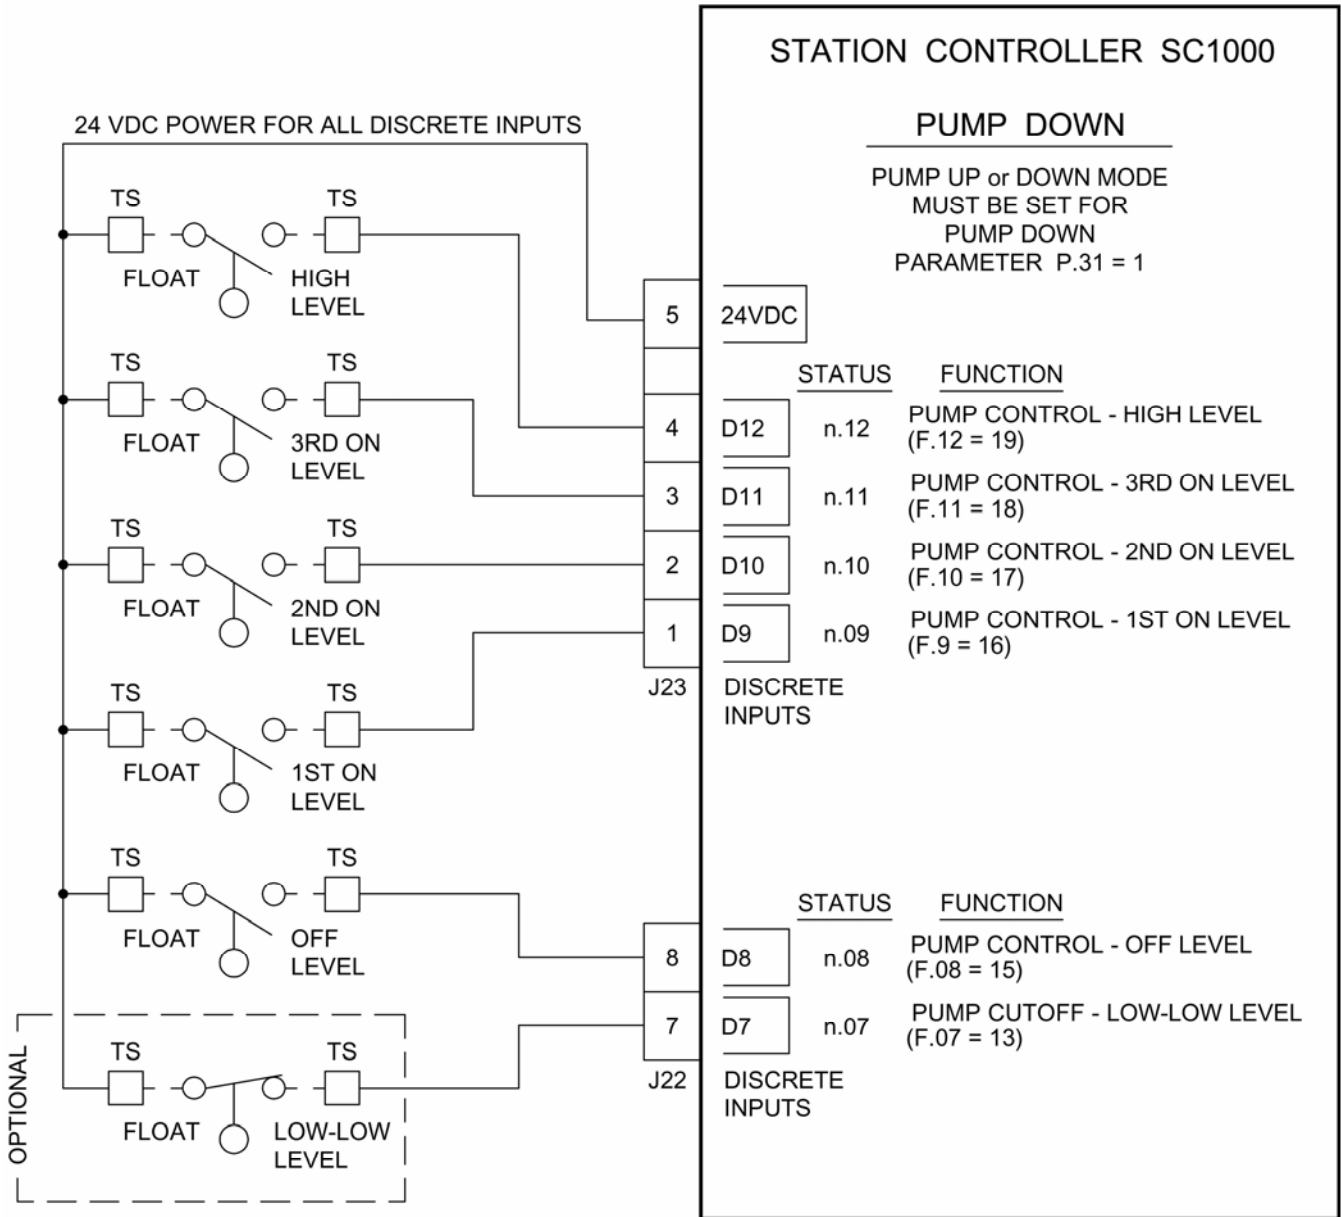 STATION CONTROLLER SC1000
PUMP DOWN
PUMP UP or DOWN MODE
MUST BE SET FOR
PUMP DOWN
PARAMETER P.31 = 1
24 VDC POWER FOR ALL DISCRETE INPUTS
TS TS
FLOAT HIGH
LEVEL
5 24VDC
TS TS
FLOAT 3RD ON
LEVEL
STATUS FUNCTION
4 D12 n.12 PUMP CONTROL - HIGH LEVEL
(F.12 = 19)
3 D11 n.11 PUMP CONTROL - 3RD ON LEVEL
(F.11 = 18)
TS TS
FLOAT 2ND ON
LEVEL
2 D10 n.10 PUMP CONTROL - 2ND ON LEVEL
(F.10 = 17)
1 D9 n.09 PUMP CONTROL - 1ST ON LEVEL
(F.9 = 16)
J23 DISCRETE
INPUTS
TS TS
FLOAT 1ST ON
LEVEL
TS TS
FLOAT OFF
LEVEL
STATUS FUNCTION
8 D8 n.08 PUMP CONTROL - OFF LEVEL
(F.08 = 15)
7 D7 n.07 PUMP CUTOFF - LOW-LOW LEVEL
(F.07 = 13)
J22 DISCRETE
INPUTS
OPTIONAL
TS TS
FLOAT LOW-LOW
LEVEL